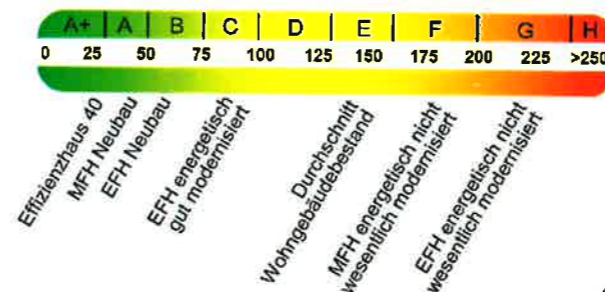 A+ A B C D E F G H
0 25 50 75 100 125 150 175 200 225 >250
Effizienzhaus 40
MFH Neubau
EFH Neubau
EFH energetisch
gut modernisiert
Durchschnitt
Wohngebäudebestand
MFH energetisch nicht
wesentlich modernisiert
EFH energetisch nicht
wesentlich modernisiert